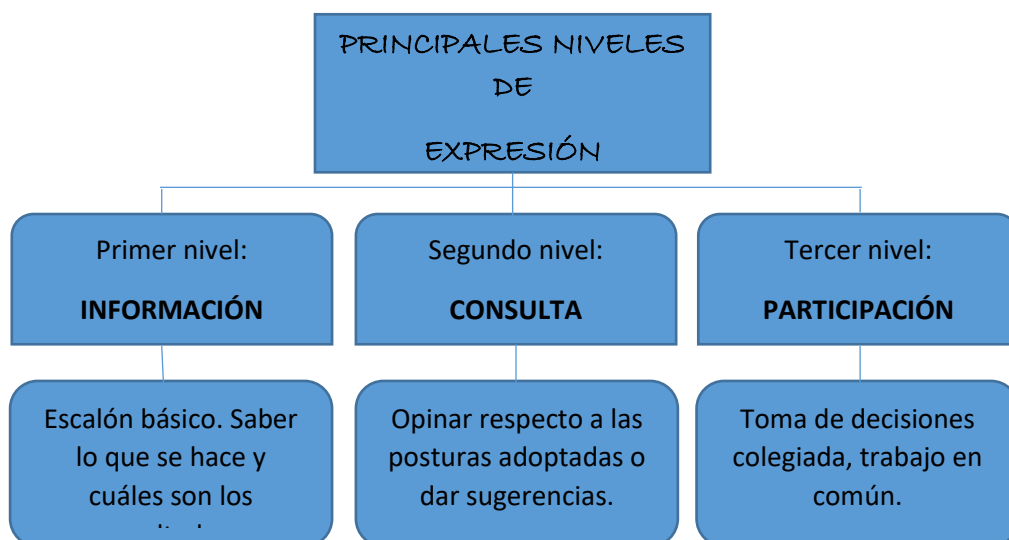 PRINCIPALES NIVELES
DE
EXPRESIÓN
Primer nivel:
INFORMACIÓN
Segundo nivel:
CONSULTA
Tercer nivel:
PARTICIPACIÓN
Escalón básico. Saber
lo que se hace y
cuáles son los
Opinar respecto a las
posturas adoptadas o
dar sugerencias.
Toma de decisiones
colegiada, trabajo en
común.